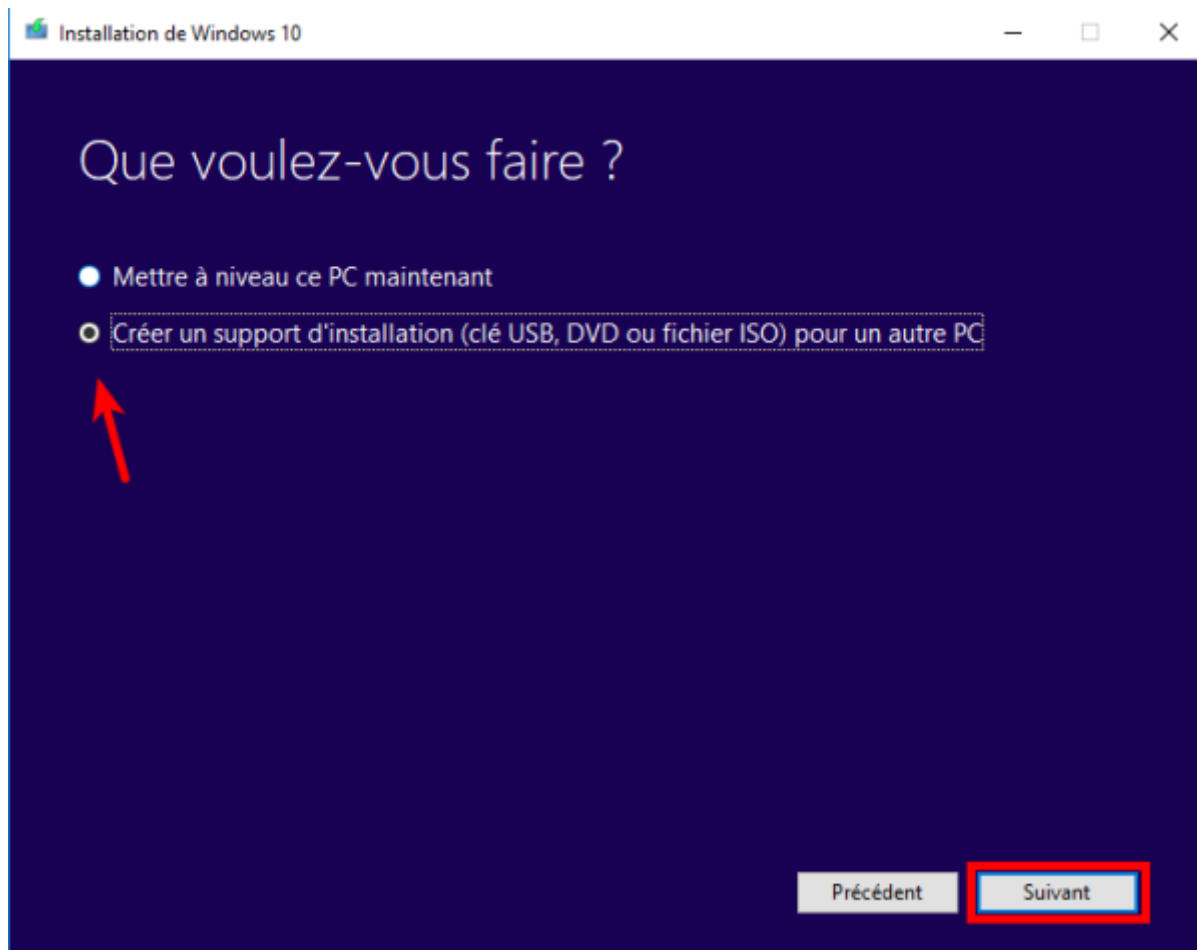 Installation de Windows 10
Que voulez-vous faire ?
Mettre à niveau ce PC maintenant
Créer un support d'installation (clé USB, DVD ou fichier ISO) pour un autre PC
Précédent
Suivant